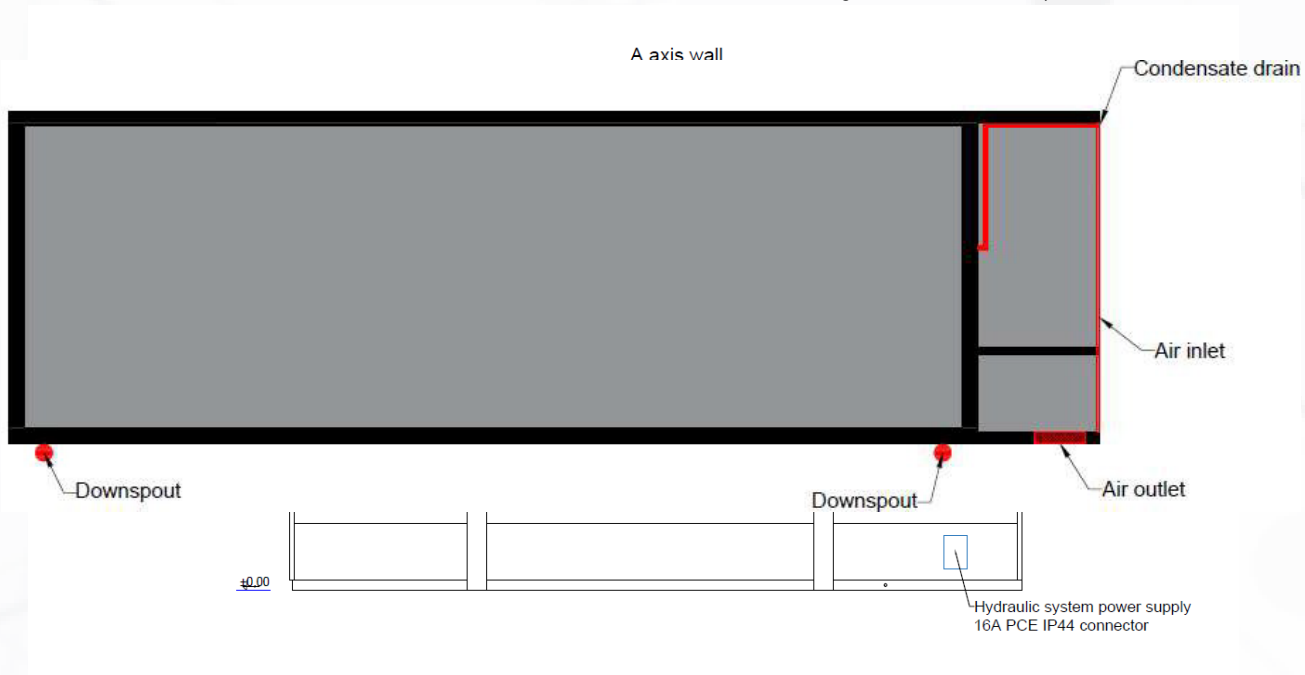 A axis wall
Condensate drain
Air inlet
Air outlet
Downspout
Downspout
±0.00
Hydraulic system power supply
16A PCE IP44 connector